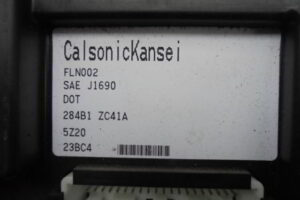 CalsonicKansei
FLN002
SAE J1690
DOT
284B1 ZC41A
5Z20
23BC4